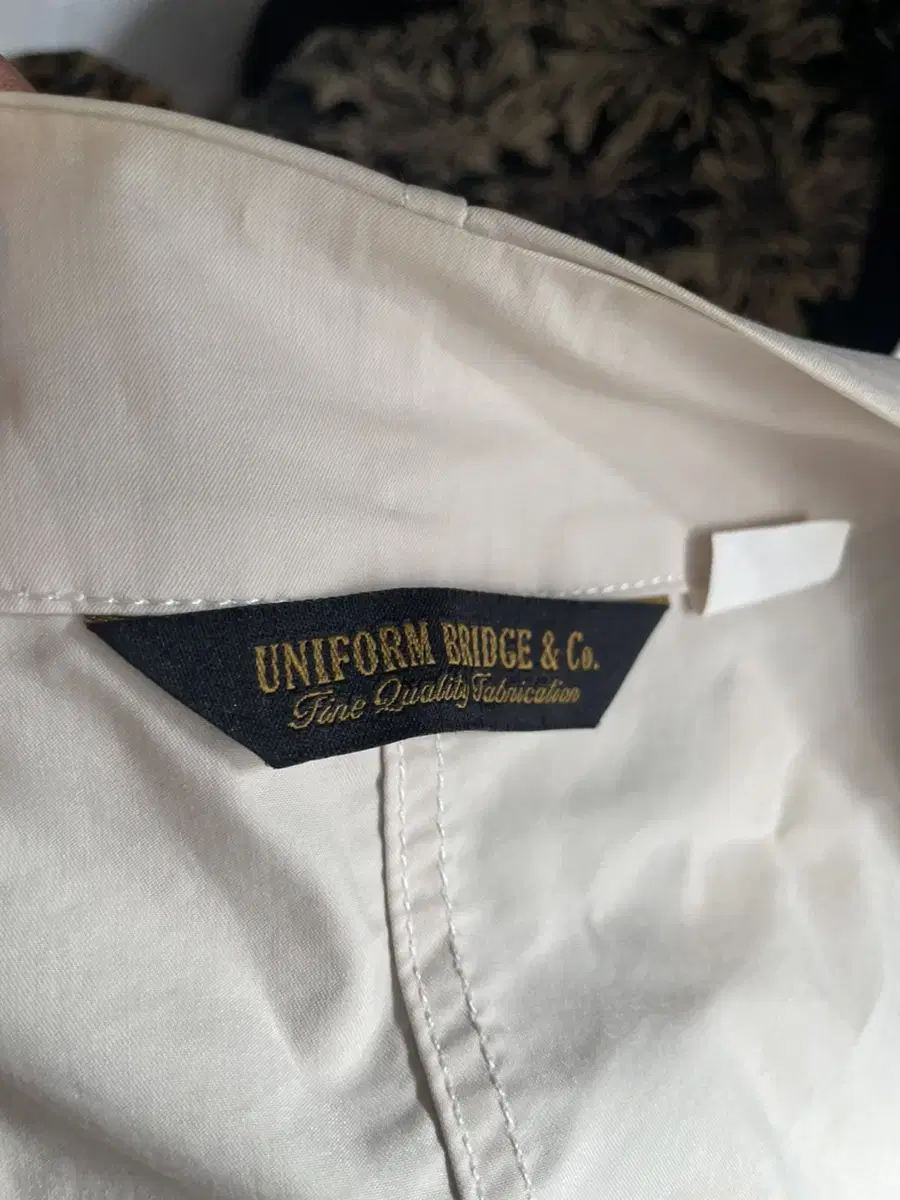 UNIFORM BRIDGE & Co.
Fine Quality Fabrication